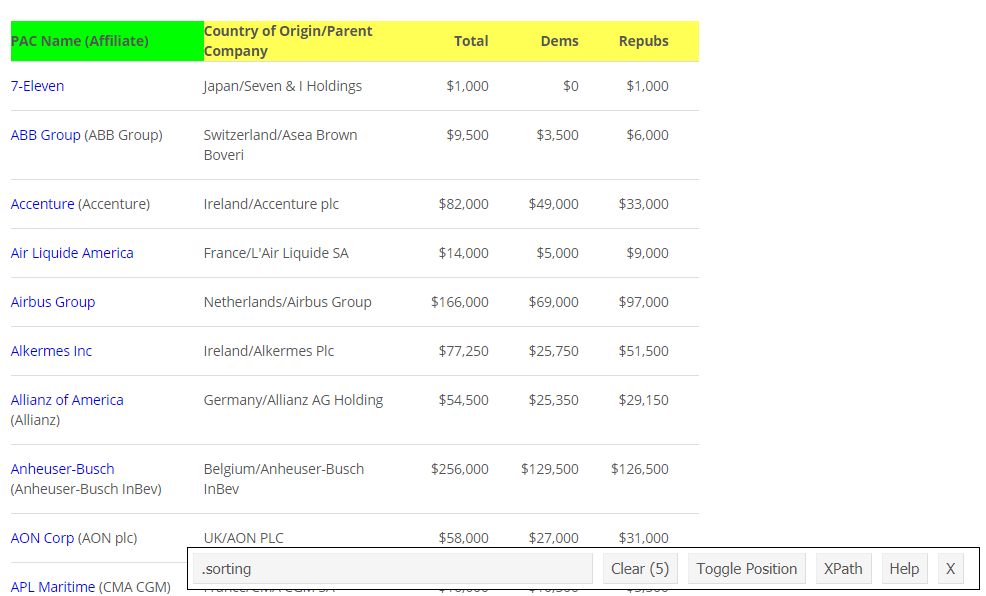 PAC Name (Affiliate) Country of Origin/Parent Company Total Dems Repubs
7-Eleven Japan/Seven & I Holdings $1,000 $0 $1,000
ABB Group (ABB Group) Switzerland/Asea Brown Boveri $9,500 $3,500 $6,000
Accenture (Accenture) Ireland/Accenture plc $82,000 $49,000 $33,000
Air Liquide America France/L'Air Liquide SA $14,000 $5,000 $9,000
Airbus Group Netherlands/Airbus Group $166,000 $69,000 $97,000
Alkermes Inc Ireland/Alkermes Plc $77,250 $25,750 $51,500
Allianz of America (Allianz) Germany/Allianz AG Holding $54,500 $25,350 $29,150
Anheuser-Busch (Anheuser-Busch InBev) Belgium/Anheuser-Busch InBev $256,000 $129,500 $126,500
AON Corp (AON plc) UK/AON PLC $58,000 $27,000 $31,000
APL Maritime (CMA CGM)
.sorting Clear (5) Toggle Position XPath Help X